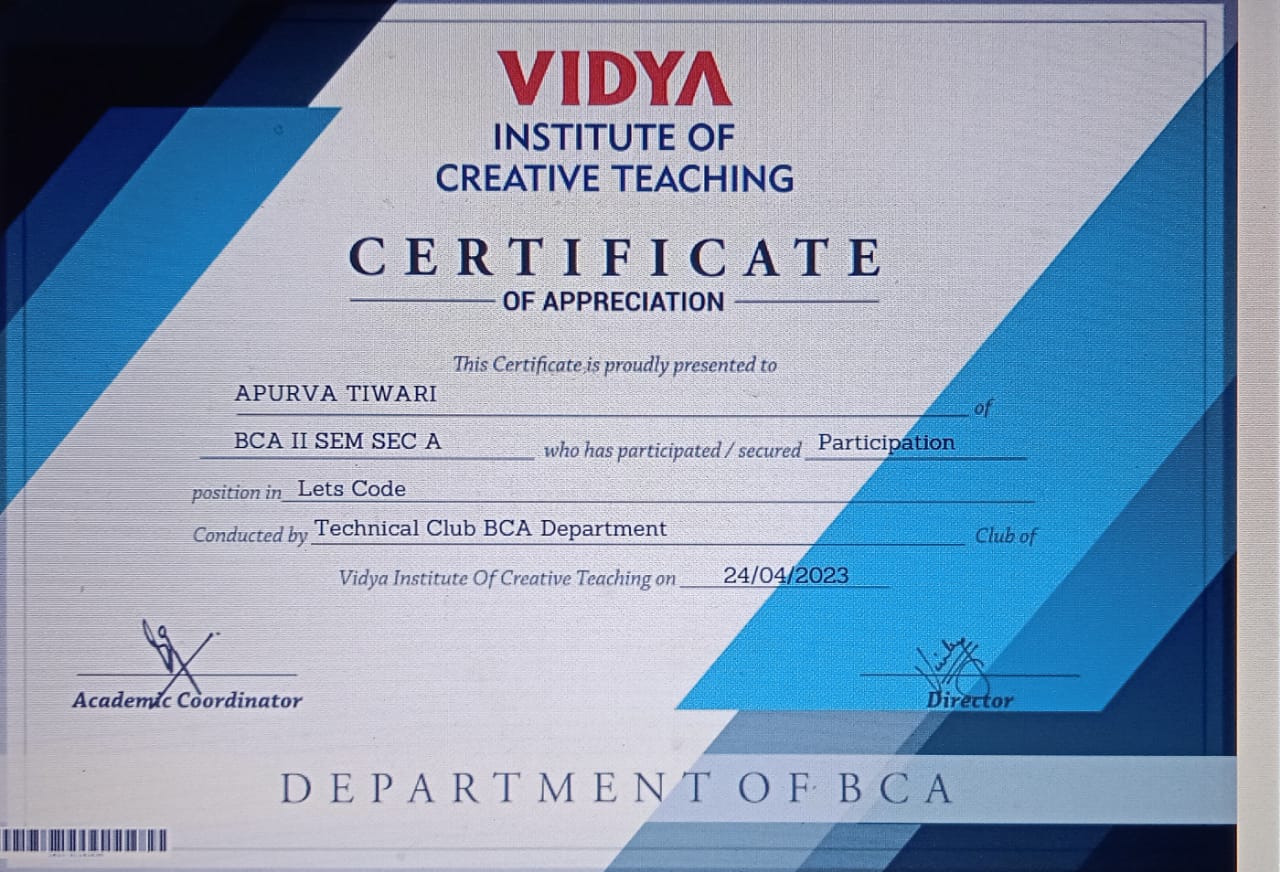 VIDYA
INSTITUTE OF
CREATIVE TEACHING
CERTIFICATE
OF APPRECIATION
This Certificate is proudly presented to
APURVA TIWARI of
BCA II SEM SEC A who has participated / secured Participation
position in Lets Code
Conducted by Technical Club BCA Department Club of
Vidya Institute Of Creative Teaching on 24/04/2023
Academic Coordinator Director
DEPARTMENT OF BCA